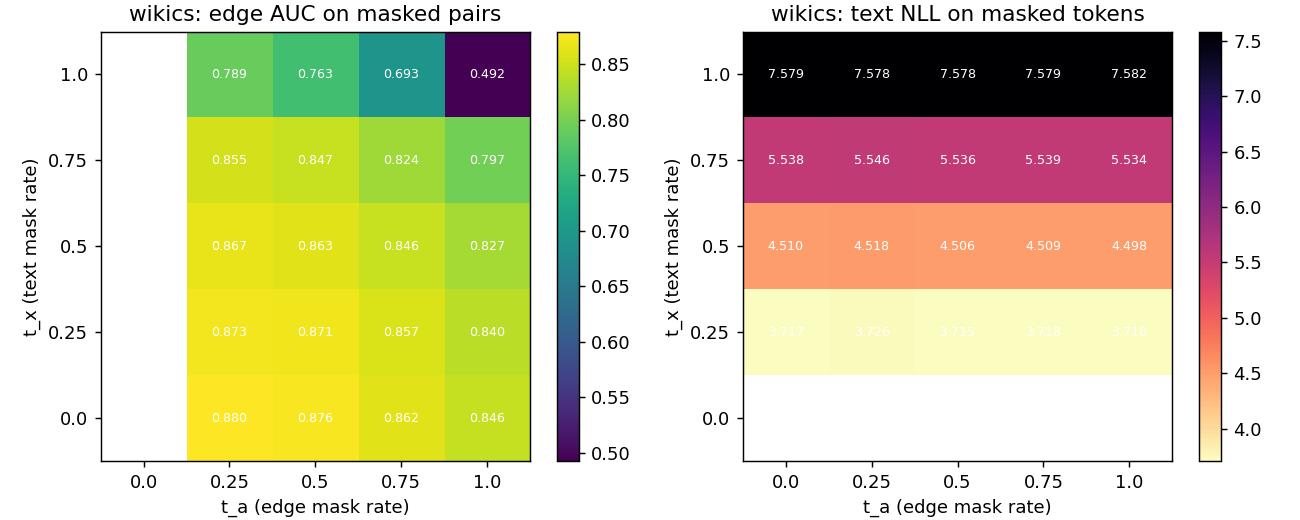 wikics: edge AUC on masked pairs
1.0 0.789 0.763 0.693 0.492
0.75 0.855 0.847 0.824 0.797
0.5 0.867 0.863 0.846 0.827
0.25 0.873 0.871 0.857 0.840
0.0 0.880 0.876 0.862 0.846
0.0 0.25 0.5 0.75 1.0
t_a (edge mask rate)
t_x (text mask rate)
0.85
0.80
0.75
0.70
0.65
0.60
0.55
0.50
wikics: text NLL on masked tokens
1.0 7.579 7.578 7.578 7.579 7.582
0.75 5.538 5.546 5.536 5.539 5.534
0.5 4.510 4.518 4.506 4.509 4.498
0.25 3.717 3.726 3.715 3.718
0.0
0.0 0.25 0.5 0.75 1.0
t_a (edge mask rate)
t_x (text mask rate)
7.5
7.0
6.5
6.0
5.5
5.0
4.5
4.0